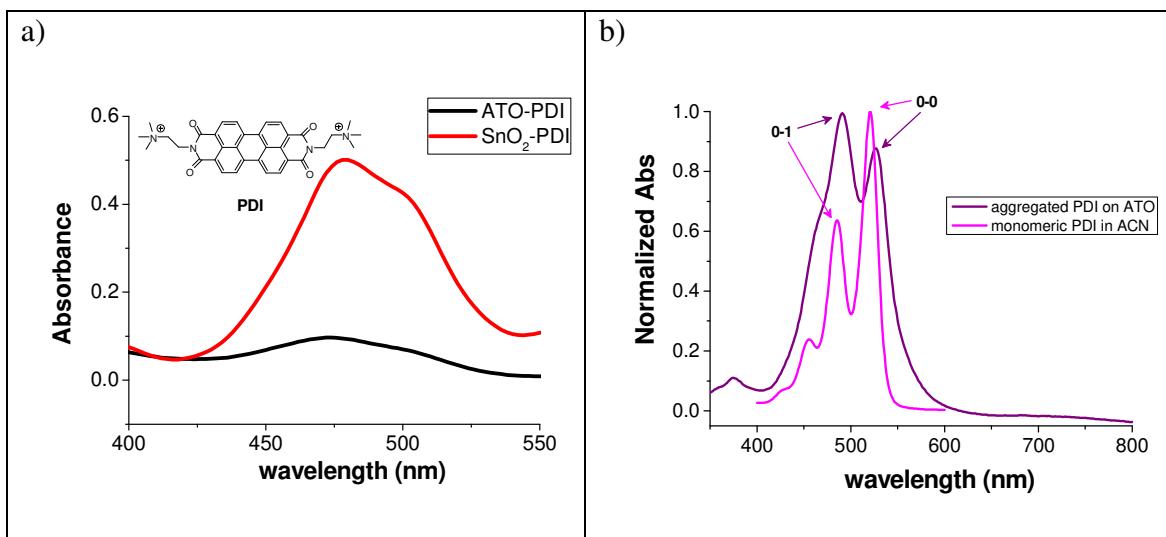 a)
0.6
0.4
0.2
0.0
400
450
500
550
Absorbance
wavelength (nm)
ATO-PDI
SnO₂-PDI
N
⊕
N
O
O
O
O
N
N
⊕
PDI
b)
1.0
0.8
0.6
0.4
0.2
0.0
400
500
600
700
800
Normalized Abs
wavelength (nm)
0-1
0-0
aggregated PDI on ATO
monomeric PDI in ACN